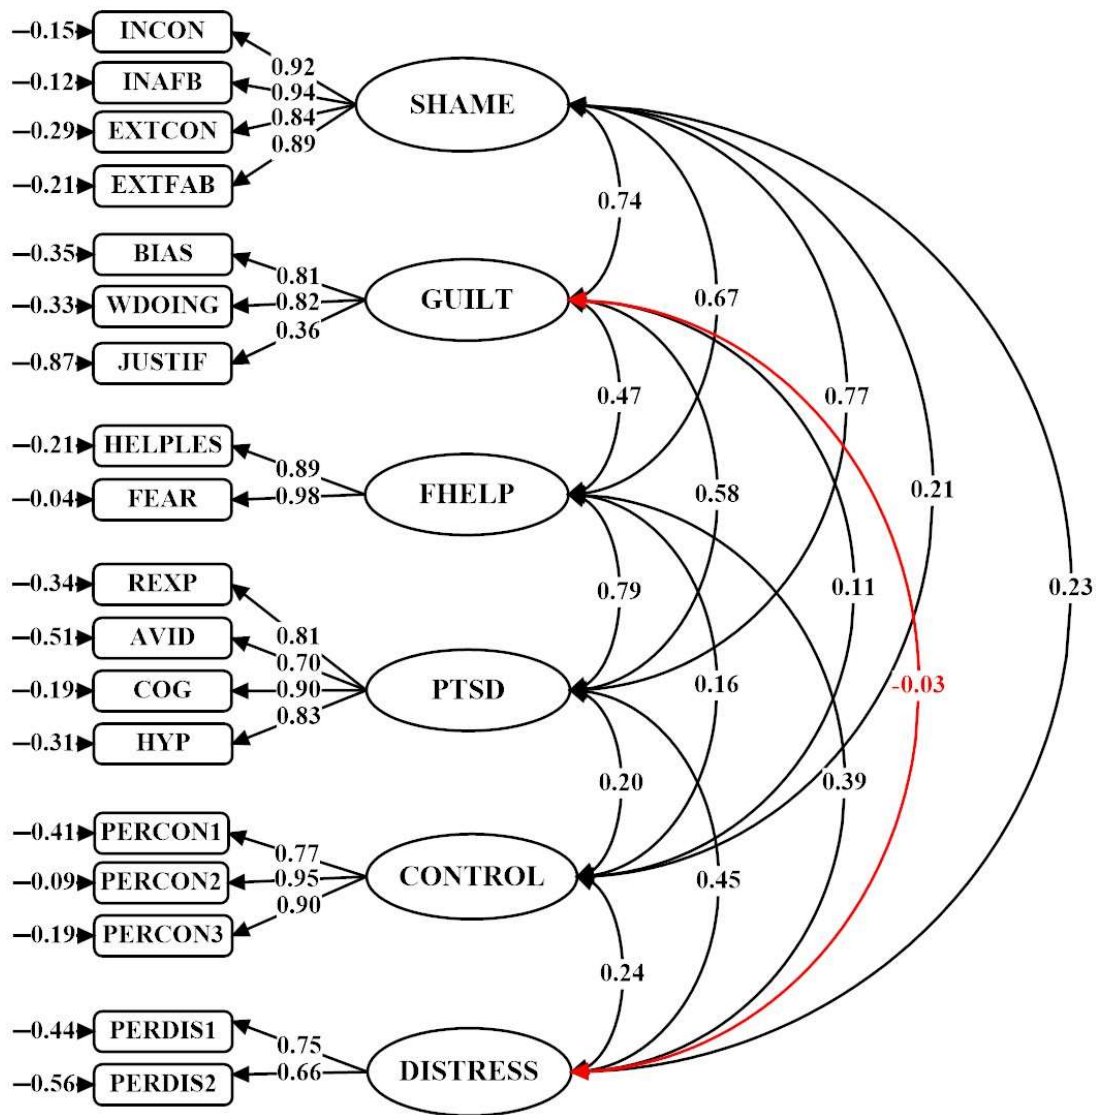 0.15 INCON
0.12 INAFB
0.29 EXTCON
0.21 EXTFAB
0.92
0.94
0.84
0.89
SHAME
0.35 BIAS
0.33 WDOING
0.87 JUSTIF
0.81
0.82
0.36
GUILT
0.21 HELPLES
0.04 FEAR
0.89
0.98
FHELP
0.34 REXP
0.51 AVID
0.19 COG
0.31 HYP
0.81
0.70
0.90
0.83
PTSD
0.41 PERCON1
0.09 PERCON2
0.19 PERCON3
0.77
0.95
0.90
CONTROL
0.44 PERDIS1
0.56 PERDIS2
0.75
0.66
DISTRESS
0.74
0.67
0.47
0.77
0.58
0.21
0.79
0.11
0.23
0.16
-0.03
0.20
0.39
0.45
0.24